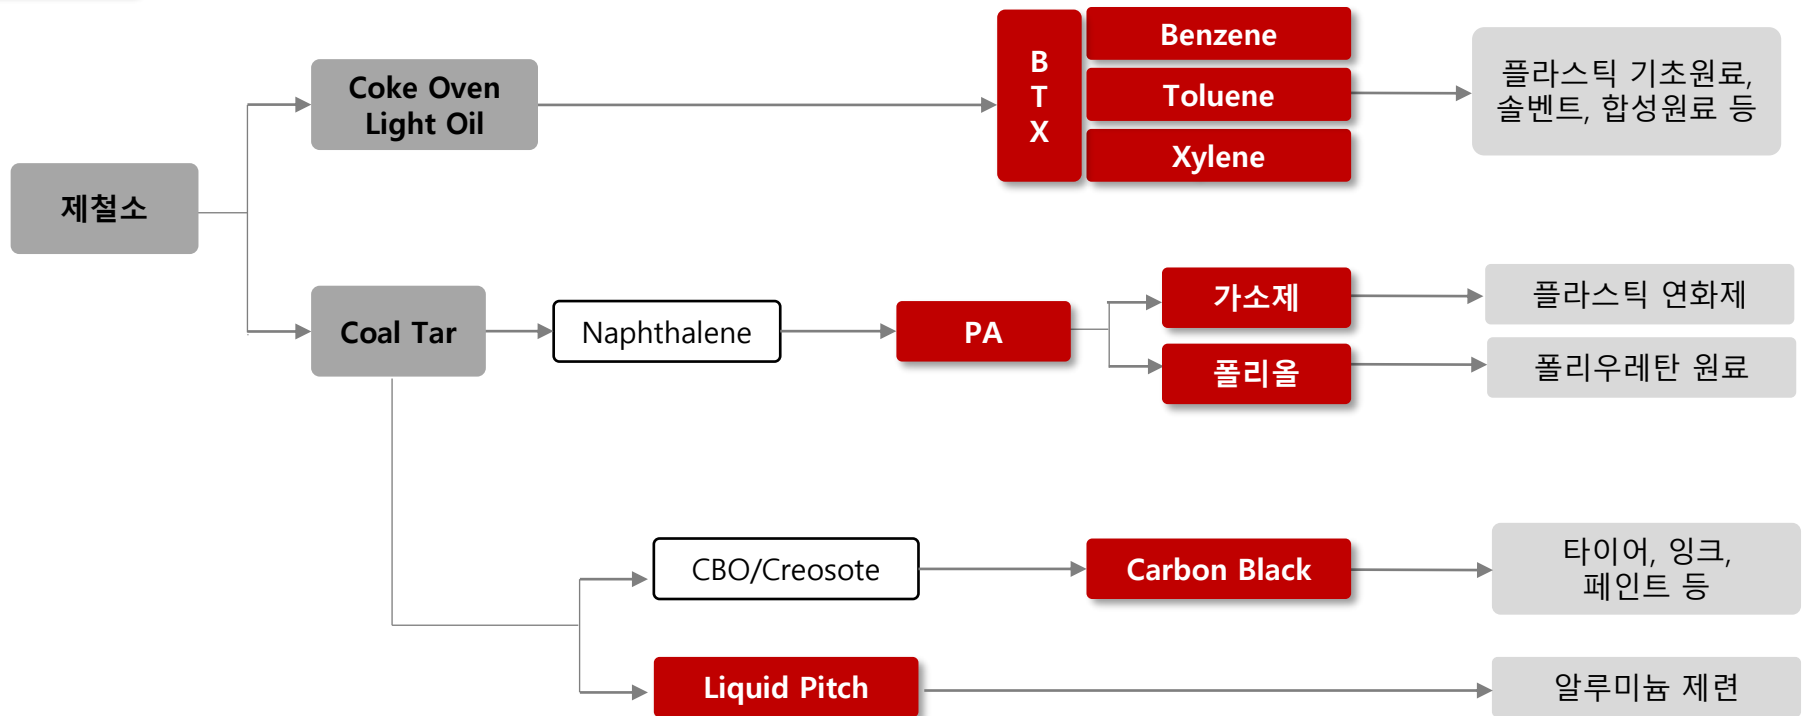 제철소
Coke Oven
Light Oil
B
T
X
Benzene
Toluene
Xylene
플라스틱 기초원료,
솔벤트, 합성원료 등
Coal Tar
Naphthalene
PA
가소제
플라스틱 연화제
폴리올
폴리우레탄 원료
CBO/Creosote
Carbon Black
타이어, 잉크,
페인트 등
Liquid Pitch
알루미늄 제련